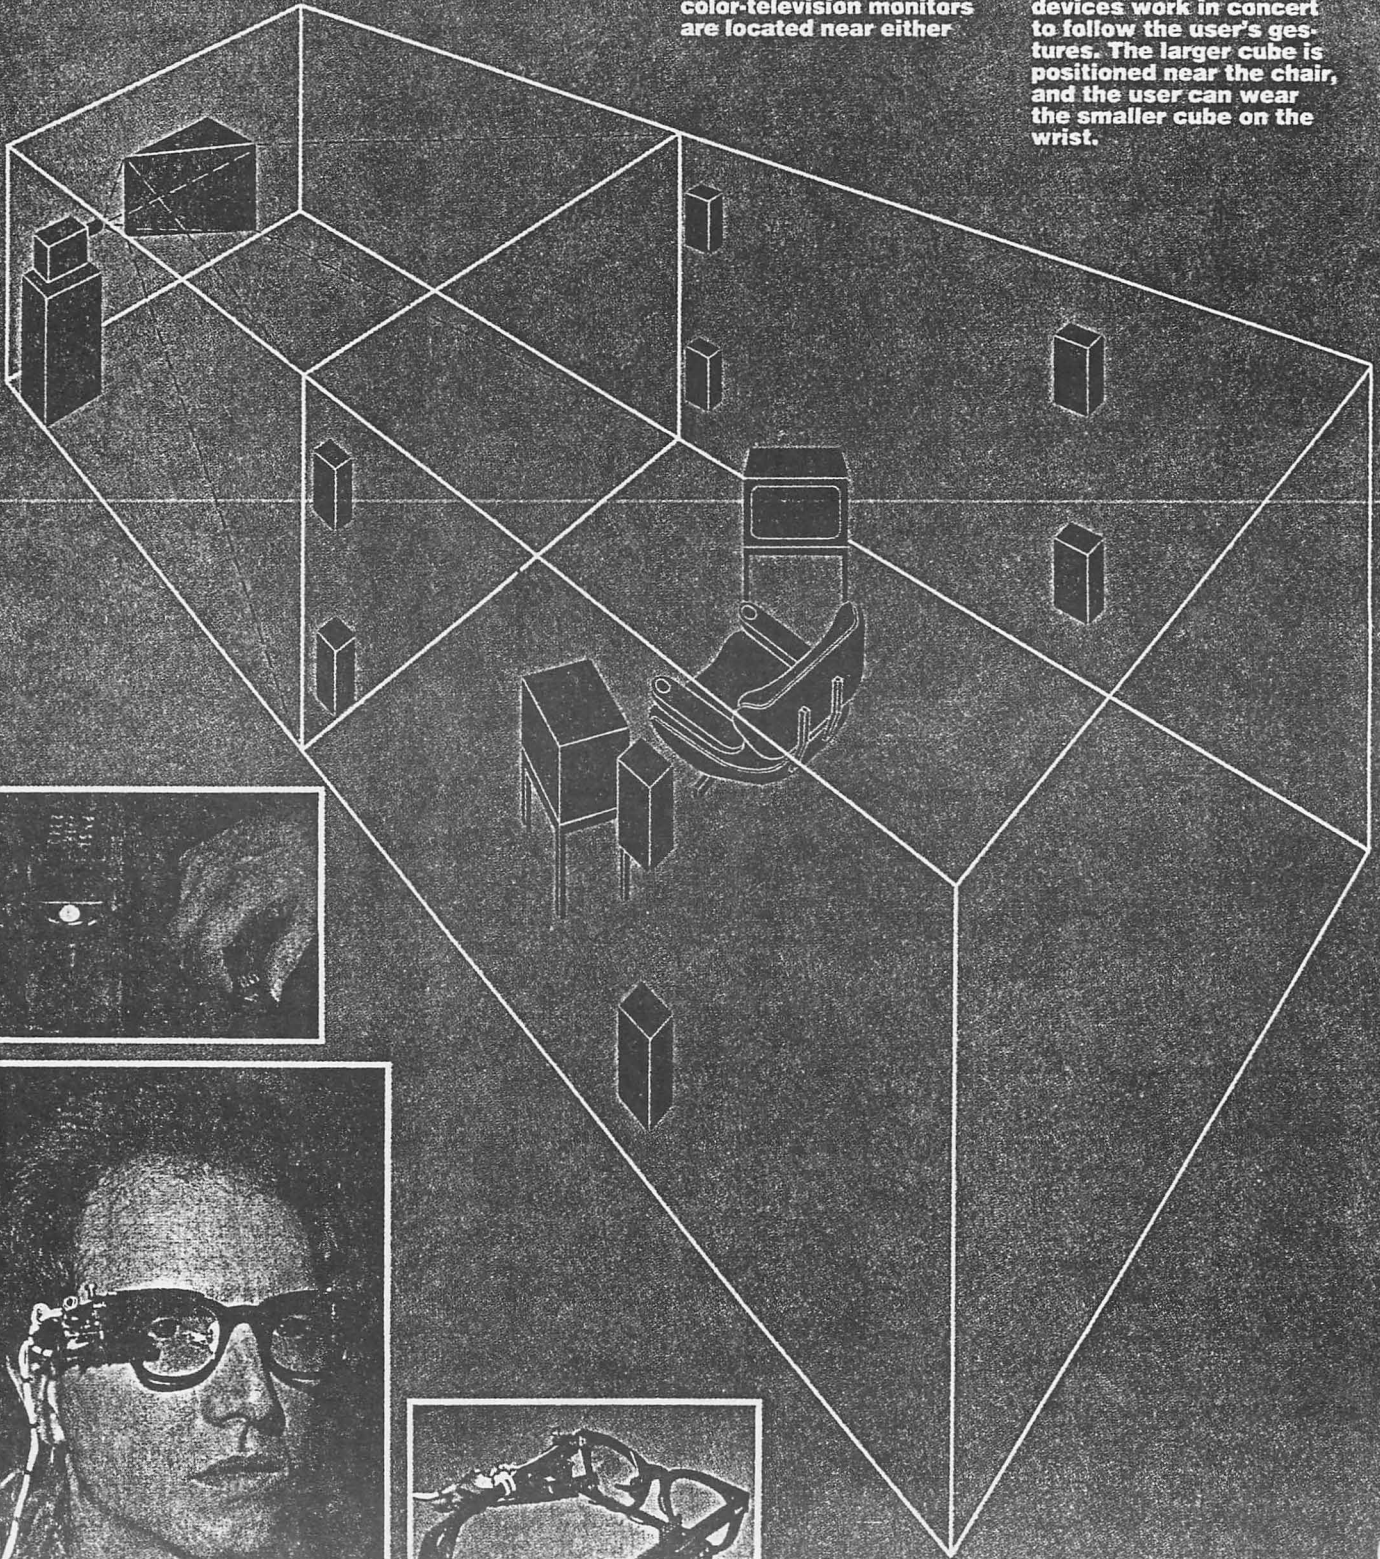 color-television monitors
are located near either
devices work in concert
to follow the user's ges-
tures. The larger cube is
positioned near the chair,
and the user can wear
the smaller cube on the
wrist.